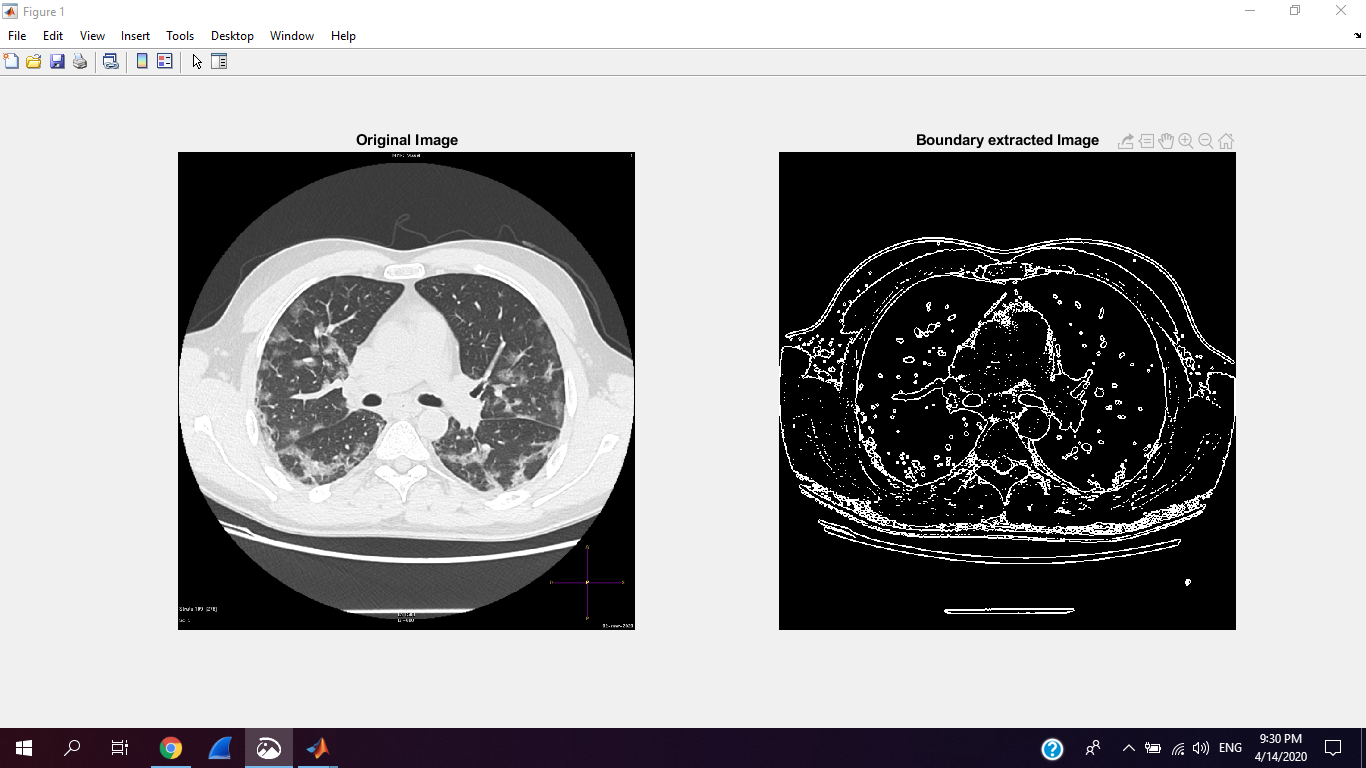 Figure 1
File Edit View Insert Tools Desktop Window Help
Original Image
Boundary extracted Image
ENG
9:30 PM
4/14/2020